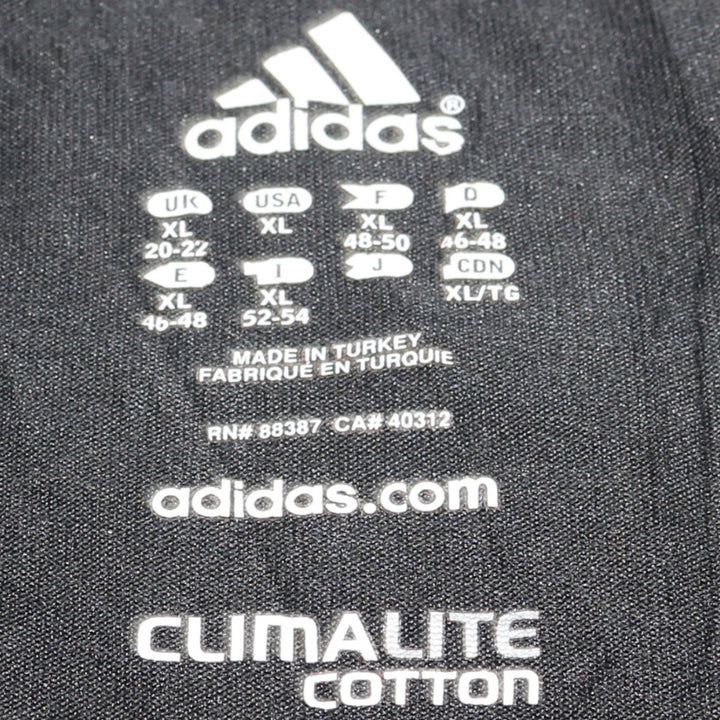 adidas®
UK USA F D
XL XL XL XL
20-22 48-50 46-48
E I J CDN
XL XL XL/TG
46-48 52-54
MADE IN TURKEY
FABRIQUÉ EN TURQUIE
RN# 88387 CA# 40312
adidas.com
CLIMALITE
COTTON